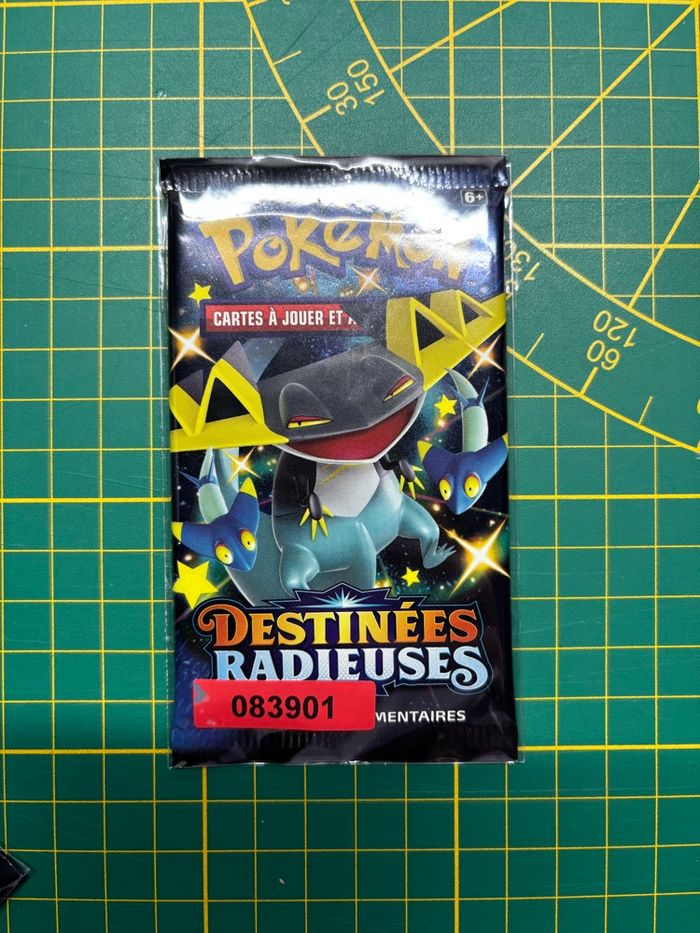 30
150
6+
POKéMON
130
CARTES À JOUER ET À
120
60
DESTINÉES
RADIEUSES
083901
MENTAIRES